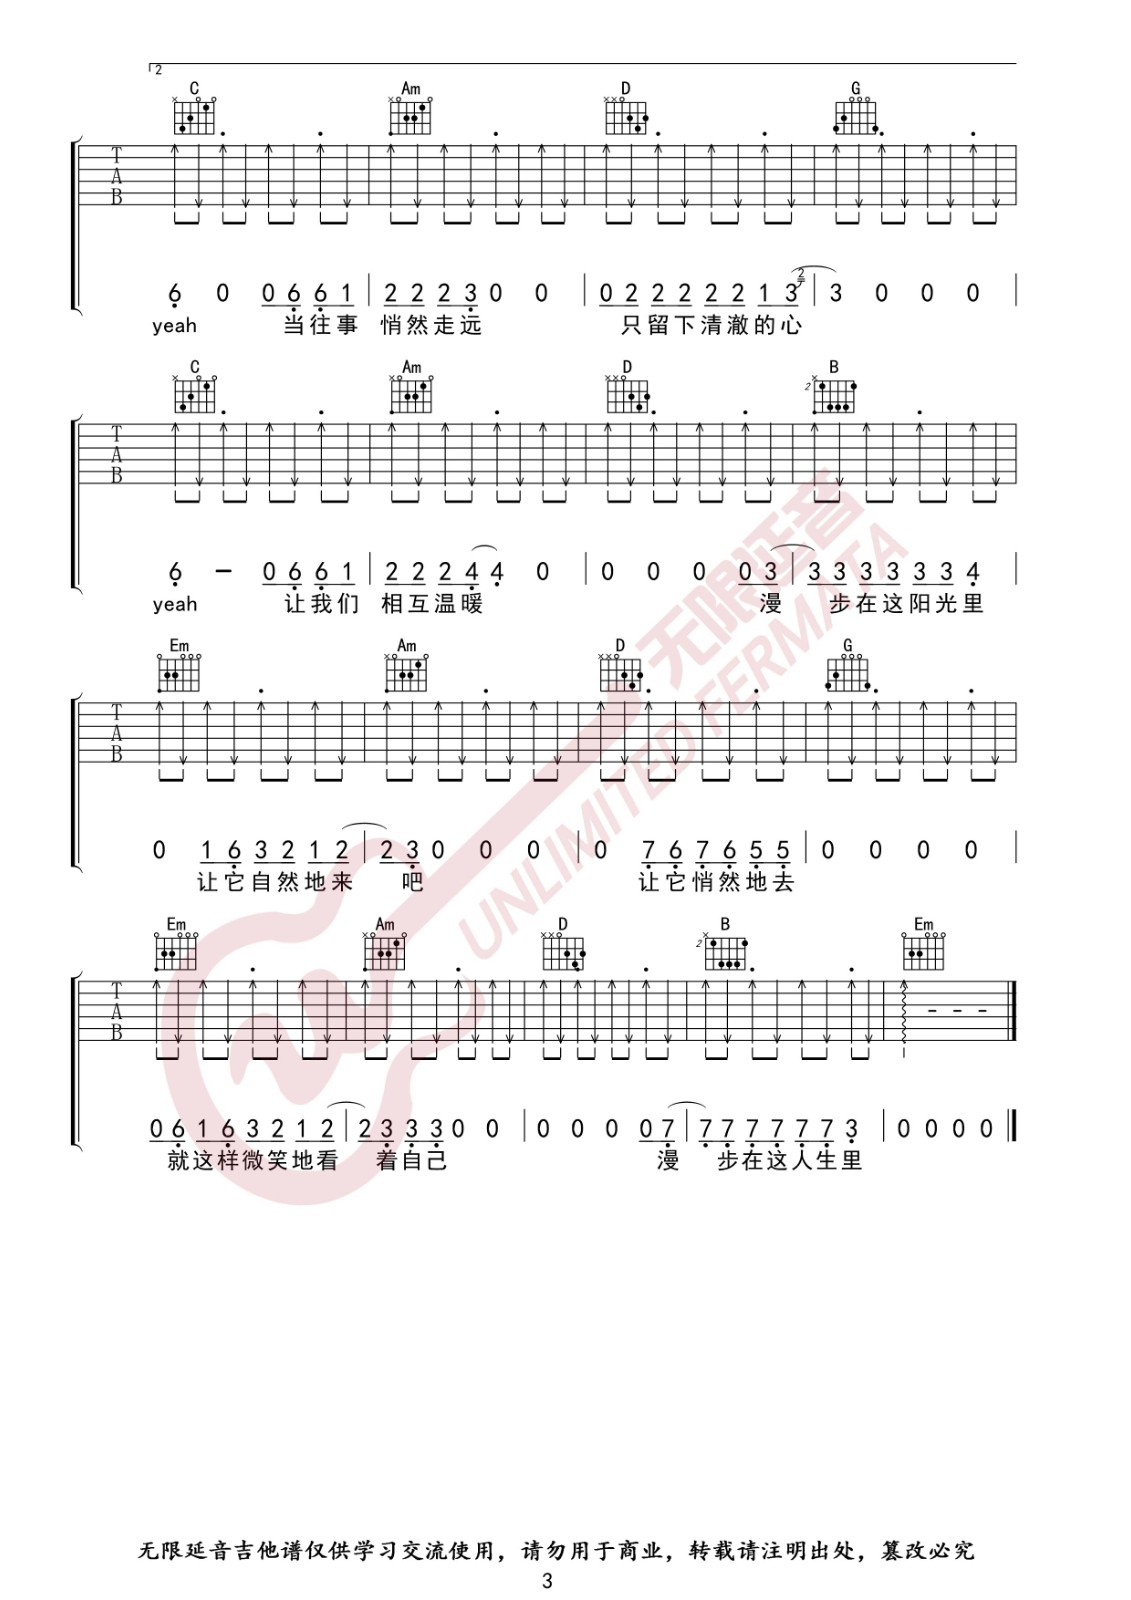 2
C Am D G
T
A
B
6 0 0 6 6 1 | 2 2 2 3 0 0 | 0 2 2 2 2 2 1 3 2 | 3 0 0 0 |
yeah 当往事 悄然走远 只留下清澈的心
C Am D B
2
T
A
B
6 – 0 6 6 1 | 2 2 2 4 4 0 | 0 0 0 0 3 | 3 3 3 3 3 3 4 |
yeah 让我们 相互温暖 漫 步在这阳光里
Em Am D G
T
A
B
0 1 6 3 2 1 2 | 2 3 0 0 0 | 0 7 6 7 6 5 5 | 0 0 0 0 |
让它自然地来 吧 让它悄然地去
Em Am D B Em
2
T
A
B
- - -
0 6 1 6 3 2 1 2 | 2 3 3 3 0 0 | 0 0 0 0 7 | 7 7 7 7 7 7 3 | 0 0 0 0
就这样微笑地看 着自己 漫 步在这人生里
无限延音
UNLIMITED FERMATA
无限延音吉他谱仅供学习交流使用，请勿用于商业，转载请注明出处，篡改必究
3